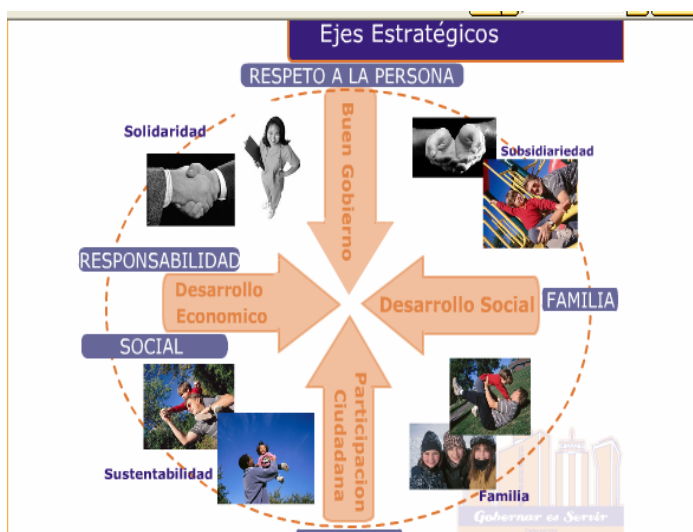 Ejes Estratégicos
RESPETO A LA PERSONA
Solidaridad
Buen Gobierno
Subsidiariedad
RESPONSABILIDAD
Desarrollo
Economico
Desarrollo Social
FAMILIA
SOCIAL
Participacion
Ciudadana
Sustentabilidad
Familia
Gobernar es Servir